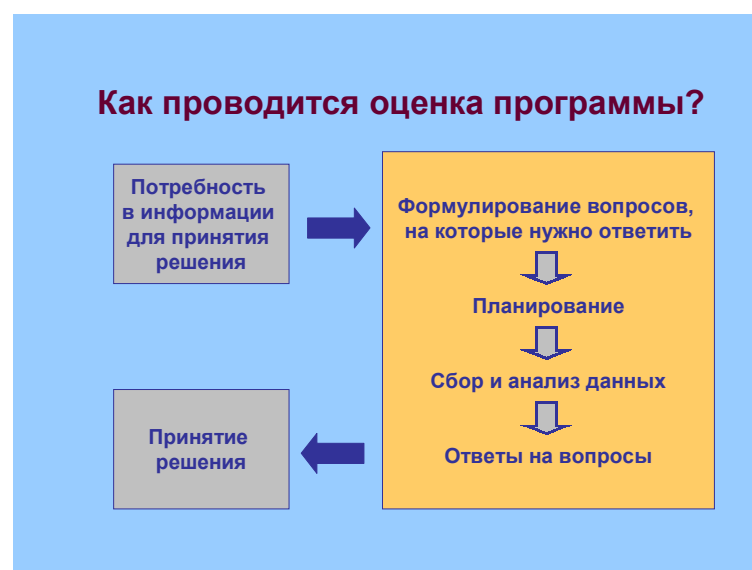 Как проводится оценка программы?
Потребность
в информации
для принятия
решения
Формулирование вопросов,
на которые нужно ответить
Планирование
Сбор и анализ данных
Ответы на вопросы
Принятие
решения